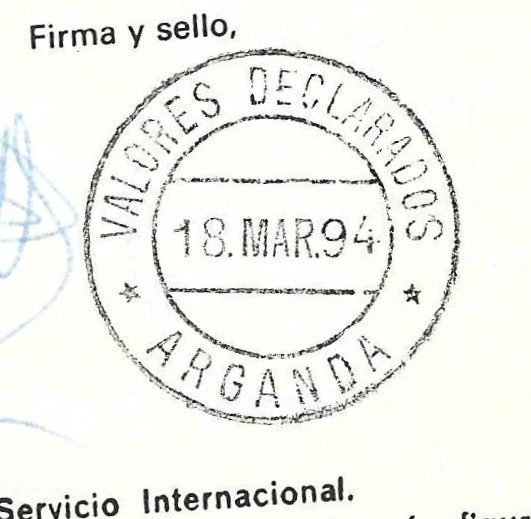 Firma y sello,
VALORES DECLARADOS
18.MAR.94
ARGANDA
Servicio Internacional.